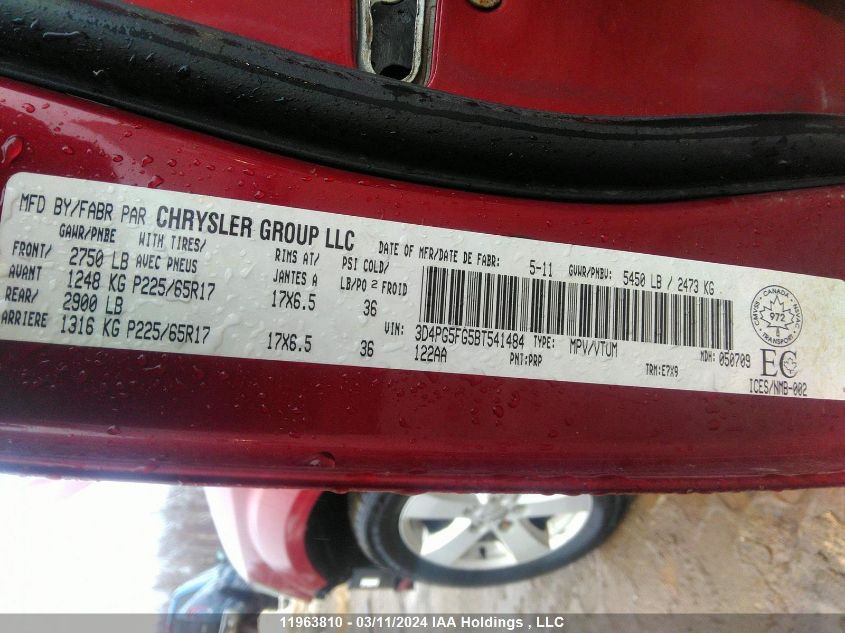 MFD BY/FABR PAR CHRYSLER GROUP LLC
DATE OF MFR/DATE DE FABR: 5-11 GVWR/PNBV: 5450 LB / 2473 KG
GAWR/PNBE WITH TIRES/ RIMS AT/ PSI COLD/
FRONT/ 2750 LB AVEC PNEUS JANTES A LB/PO 2 FROID
AVANT 1248 KG P225/65R17 17X6.5 36
REAR/ 2900 LB
ARRIERE 1316 KG P225/65R17 17X6.5 36
VIN: 3D4PG5FG5BT541484 TYPE: MPV/VTUM MDH: 050709
122AA PNT:PRP TRM:E7X9
CANADA
972
TRANSPORT
EC
ICES/NMB-002
11963810 - 03/11/2024 IAA Holdings , LLC